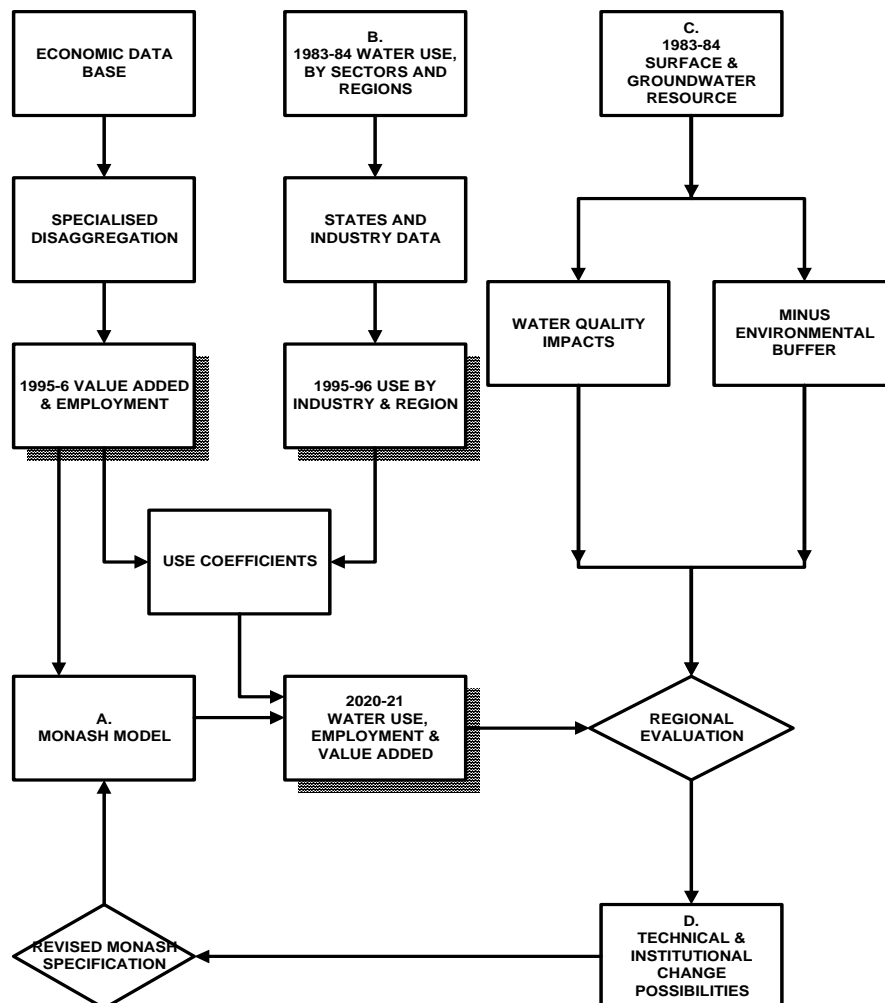 ECONOMIC DATA
BASE
B.
1983-84 WATER USE,
BY SECTORS AND
REGIONS
C.
1983-84
SURFACE &
GROUNDWATER
RESOURCE
SPECIALISED
DISAGGREGATION
STATES AND
INDUSTRY DATA
WATER QUALITY
IMPACTS
MINUS
ENVIRONMENTAL
BUFFER
1995-6 VALUE ADDED
& EMPLOYMENT
1995-96 USE BY
INDUSTRY & REGION
USE COEFFICIENTS
A.
MONASH MODEL
2020-21
WATER USE,
EMPLOYMENT &
VALUE ADDED
REGIONAL
EVALUATION
REVISED MONASH
SPECIFICATION
D.
TECHNICAL &
INSTITUTIONAL
CHANGE
POSSIBILITIES